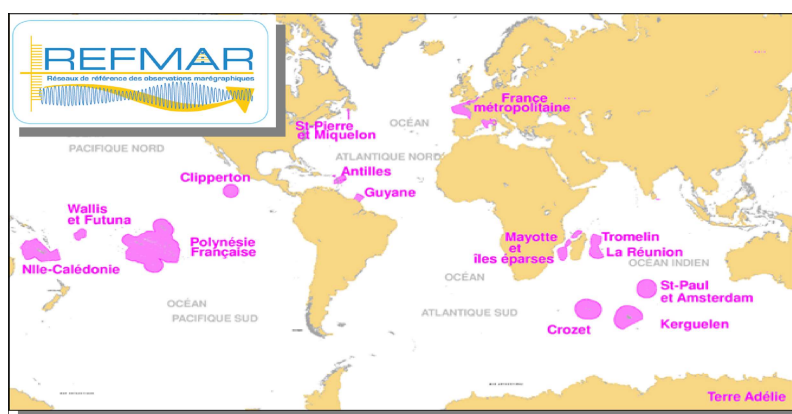 REFMAR
Réseaux de référence des observations marégraphiques
France
métropolitaine
St-Pierre
et Miquelon
OCÉAN
PACIFIQUE NORD
ATLANTIQUE NORD
Antilles
Clipperton
Guyane
Wallis
et Futuna
Polynésie
Française
Nlle-Calédonie
Mayotte
et
îles éparses
Tromelin
La Réunion
OCÉAN INDIEN
OCÉAN
St-Paul
et Amsterdam
OCÉAN
PACIFIQUE SUD
ATLANTIQUE SUD
Crozet
Kerguelen
Terre Adélie